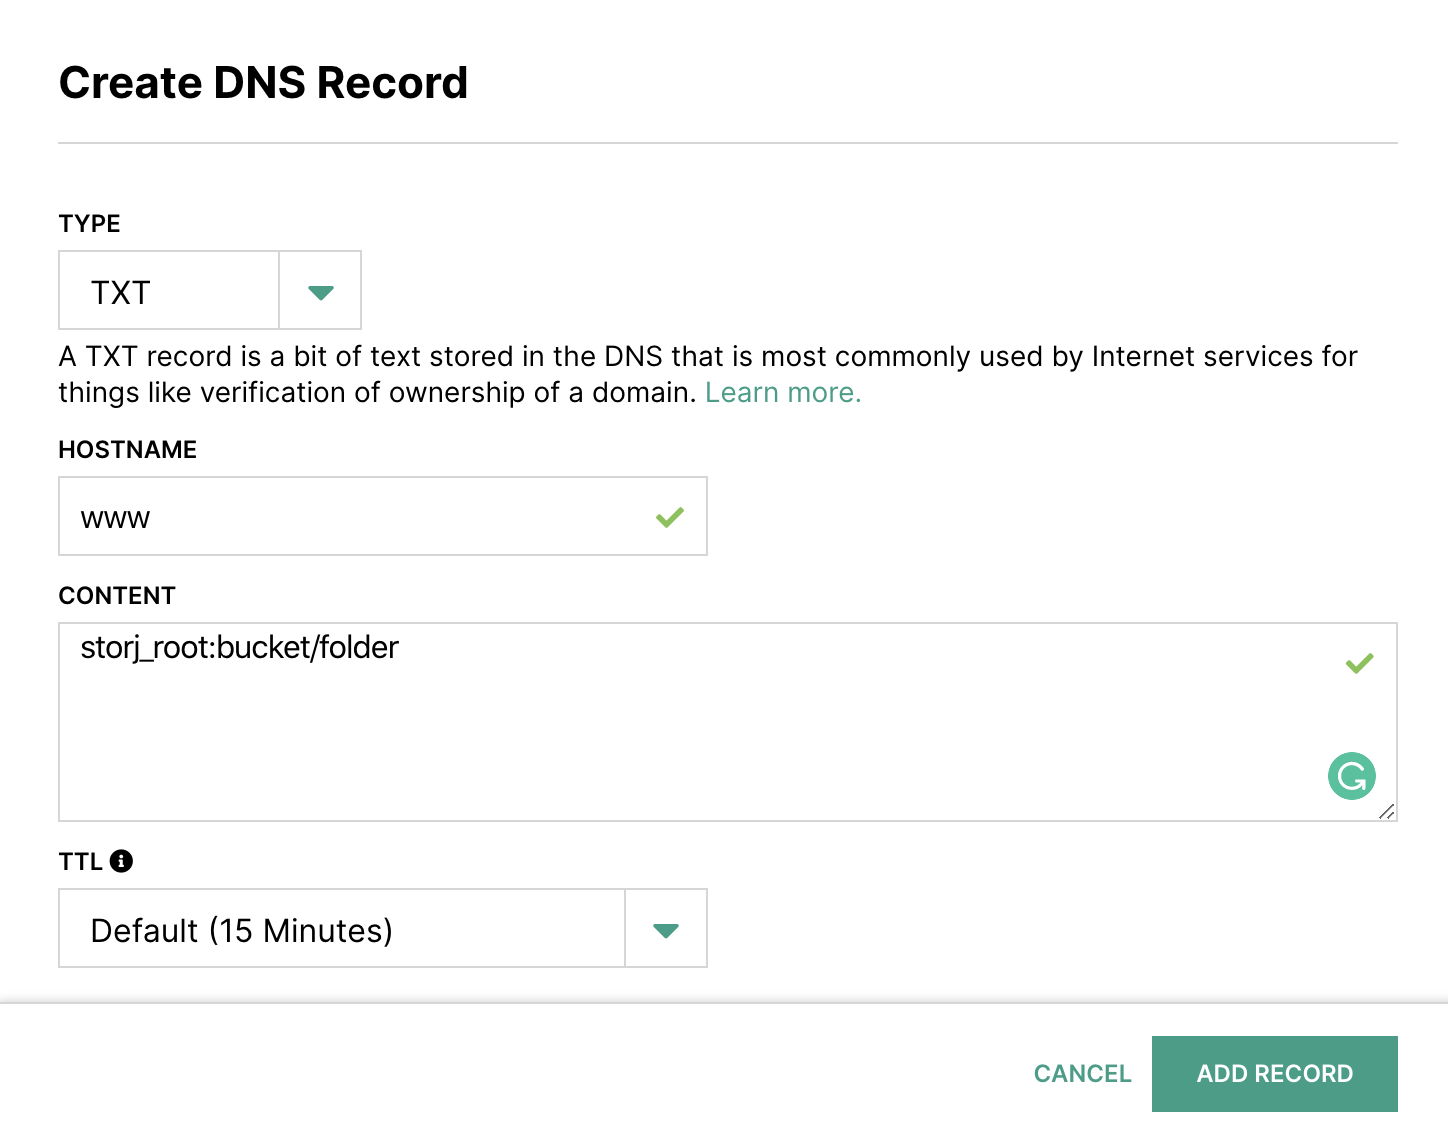 Create DNS Record
TYPE
TXT
A TXT record is a bit of text stored in the DNS that is most commonly used by Internet services for
things like verification of ownership of a domain. Learn more.
HOSTNAME
www
CONTENT
storj_root:bucket/folder
TTL
Default (15 Minutes)
CANCEL
ADD RECORD